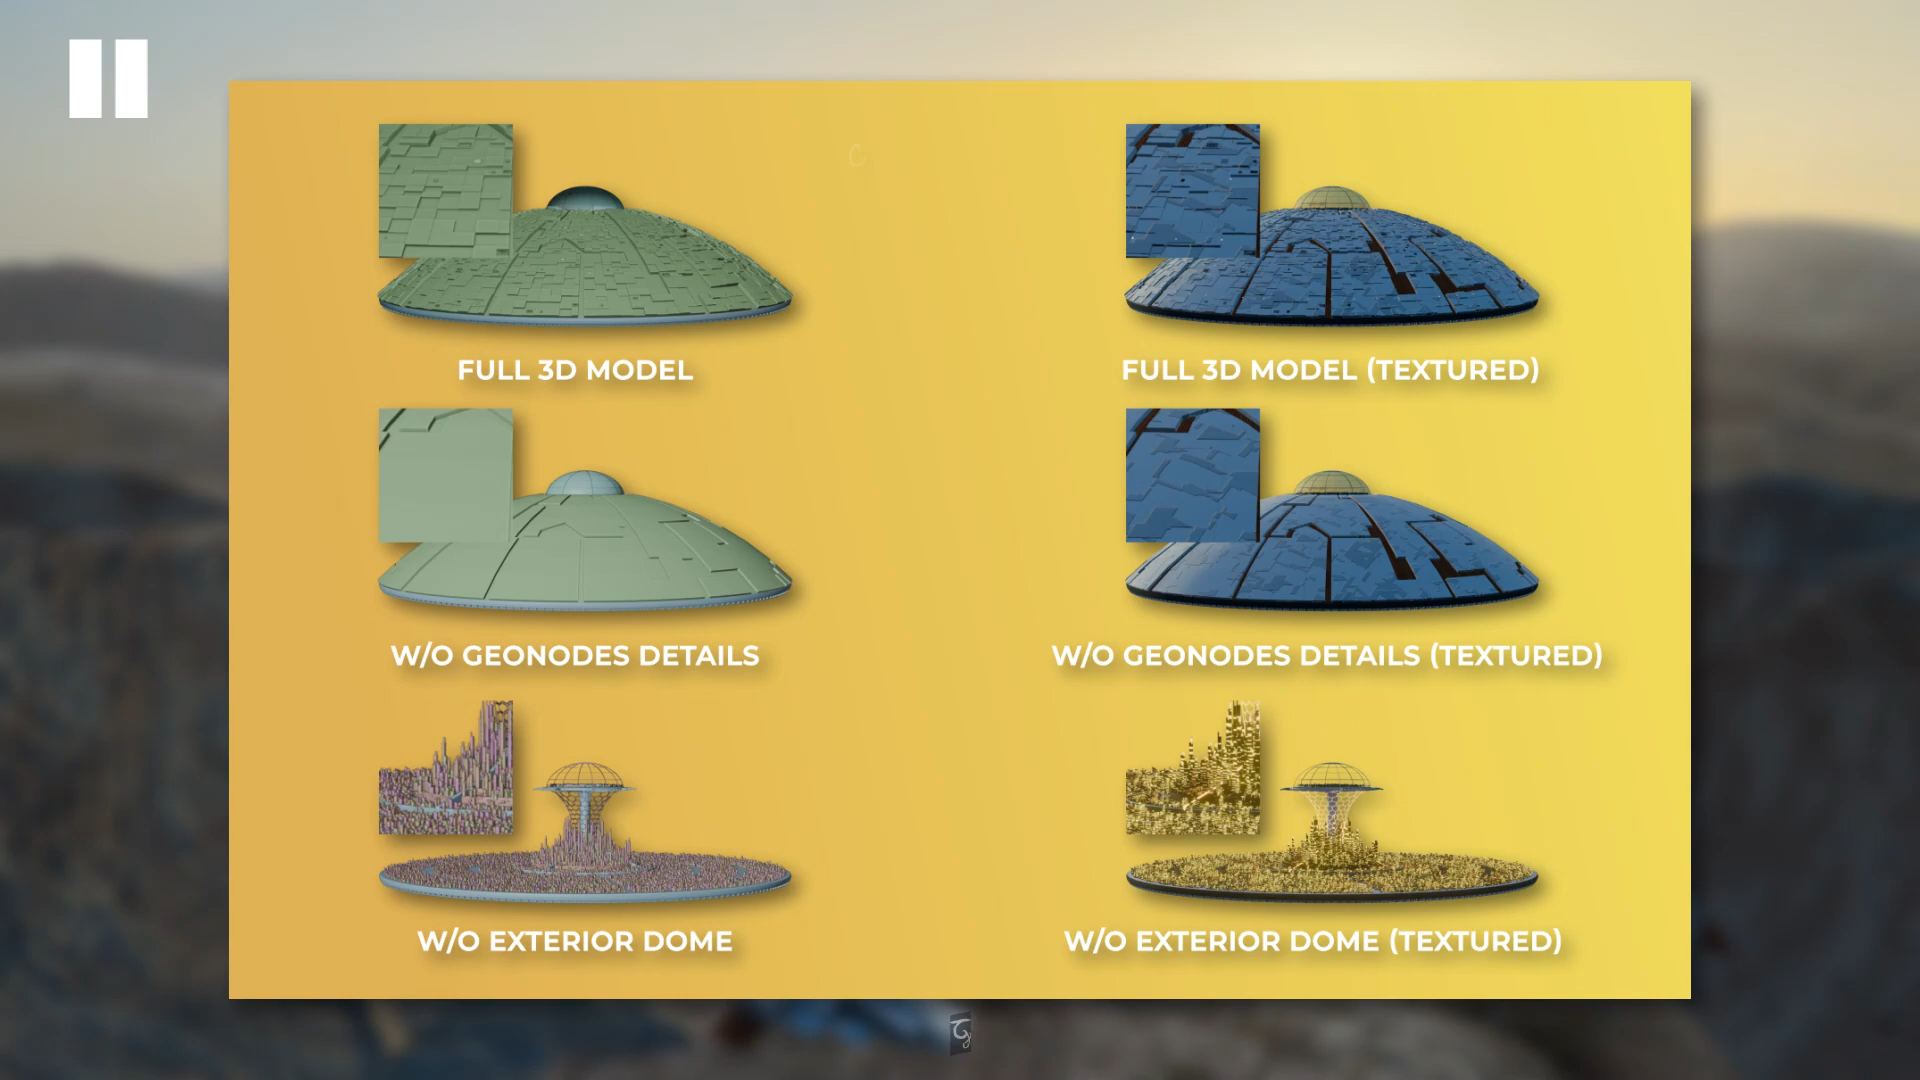 FULL 3D MODEL
FULL 3D MODEL (TEXTURED)
W/O GEONODES DETAILS
W/O GEONODES DETAILS (TEXTURED)
W/O EXTERIOR DOME
W/O EXTERIOR DOME (TEXTURED)